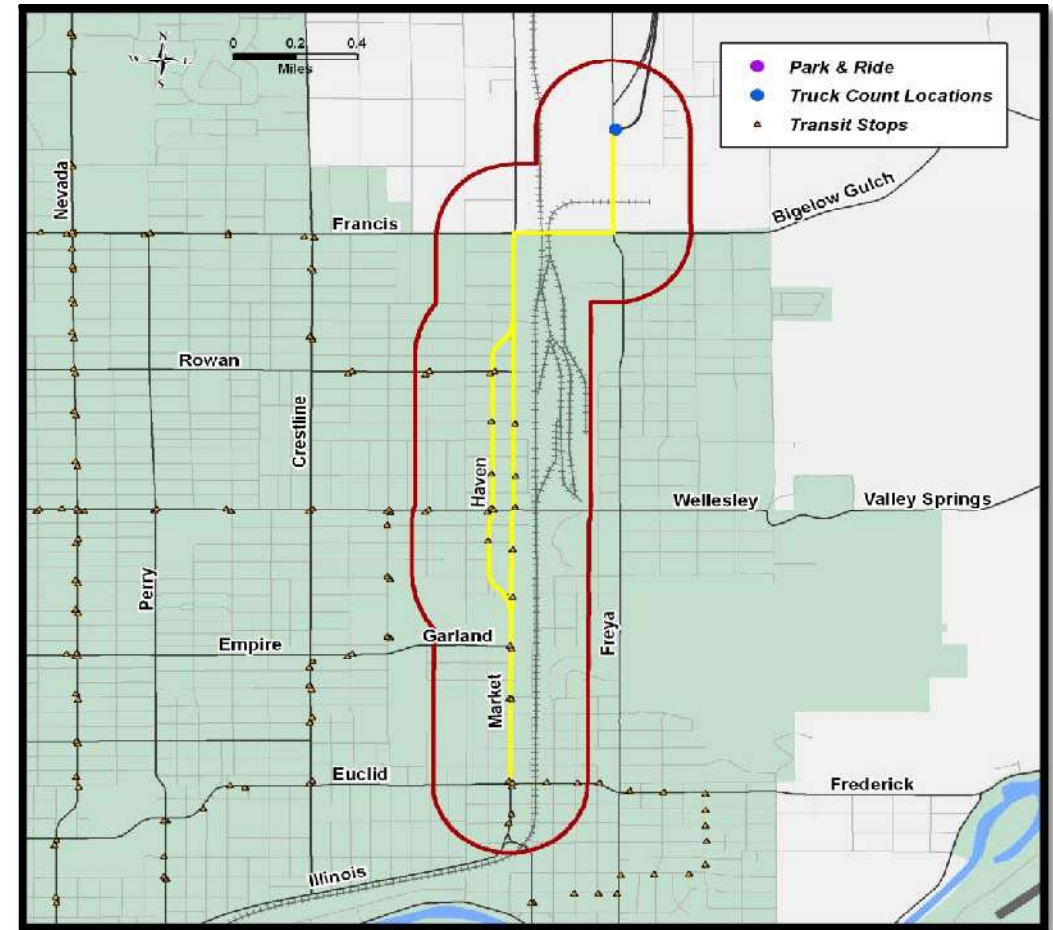 N
W E
S
0 0.2 0.4
Miles
Park & Ride
Truck Count Locations
Transit Stops
Nevada
Francis
Bigelow Gulch
Rowan
Crestline
Haven
Wellesley
Valley Springs
Perry
Empire
Garland
Freya
Market
Euclid
Frederick
Illinois